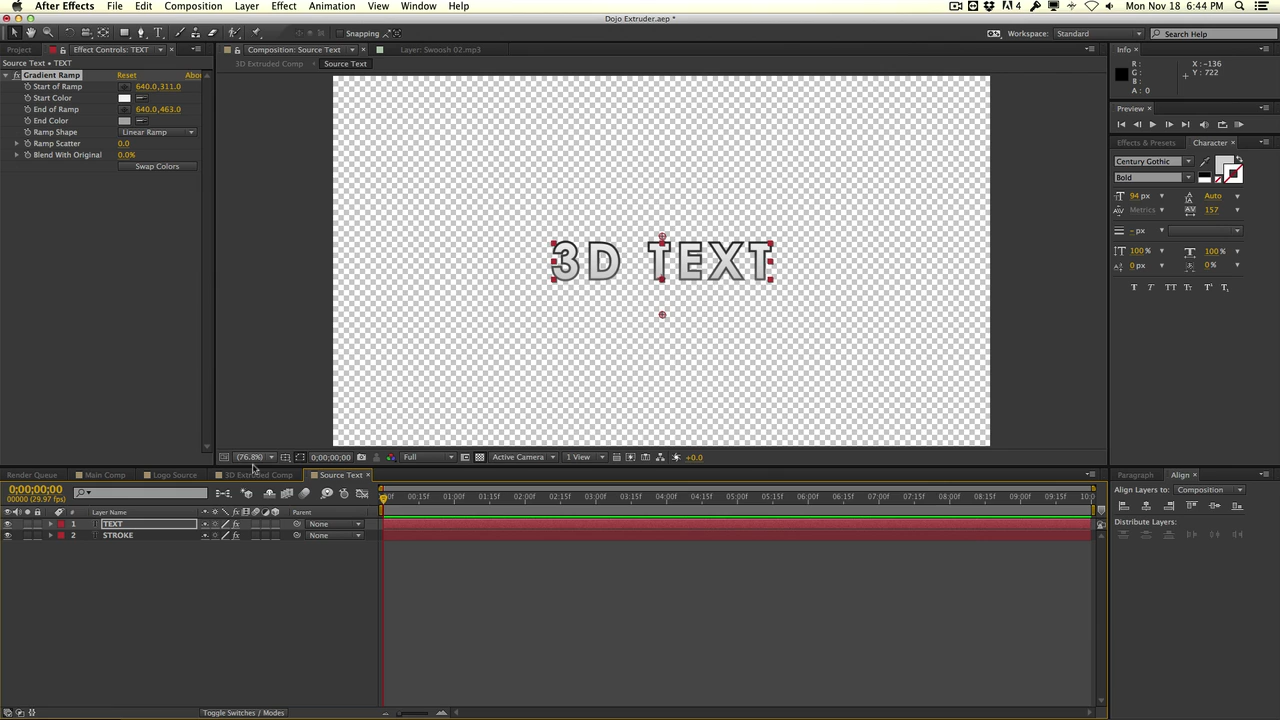 After Effects File Edit Composition Layer Effect Animation View Window Help 4 Mon Nov 18 6:44 PM
Dojo Extruder.aep *
Snapping Workspace: Standard Search Help
Project Effect Controls: TEXT × Composition: Source Text × Layer: Swoosh 02.mp3 Info ×
Source Text • TEXT 3D Extruded Comp Source Text
R : X : -136
G : Y : 722
B :
A : 0
fx Gradient Ramp Reset Abou
Start of Ramp 640.0,311.0
Start Color
End of Ramp 640.0,463.0
End Color
Ramp Shape Linear Ramp
Ramp Scatter 0.0
Blend With Original 0.0%
Swap Colors
Preview ×
Effects & Presets Character ×
Century Gothic
Bold
94 px Auto
Metrics 157
- px
100 % 100 %
0 px 0 %
T T TT Tr T' T,
3D TEXT
(76.8%) 0;00;00;00 Full Active Camera 1 View +0.0
Render Queue Main Comp Logo Source 3D Extruded Comp Source Text × Paragraph Align ×
0;00;00;00
00000 (29.97 fps)
00f 00:15f 01:00f 01:15f 02:00f 02:15f 03:00f 03:15f 04:00f 04:15f 05:00f 05:15f 06:00f 06:15f 07:00f 07:15f 08:00f 08:15f 09:00f 09:15f 10:0
Align Layers to: Composition
Distribute Layers:
# Layer Name Parent
1 T TEXT None
2 T STROKE None
Toggle Switches / Modes